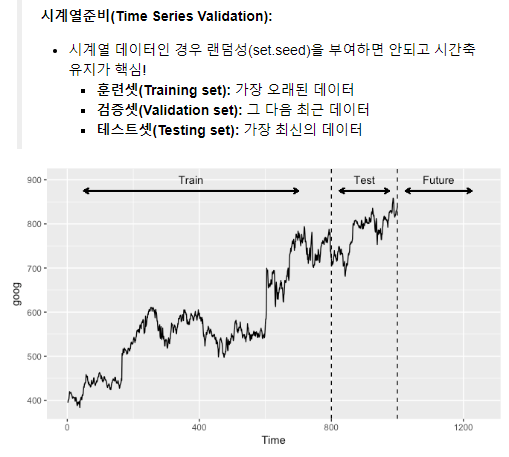 시계열준비(Time Series Validation):
시계열 데이터인 경우 랜덤성(set.seed)을 부여하면 안되고 시간축
유지가 핵심!
훈련셋(Training set): 가장 오래된 데이터
검증셋(Validation set): 그 다음 최근 데이터
테스트셋(Testing set): 가장 최신의 데이터
900
Train
Test
Future
800
700
goog
600
500
400
0
400
800
1200
Time